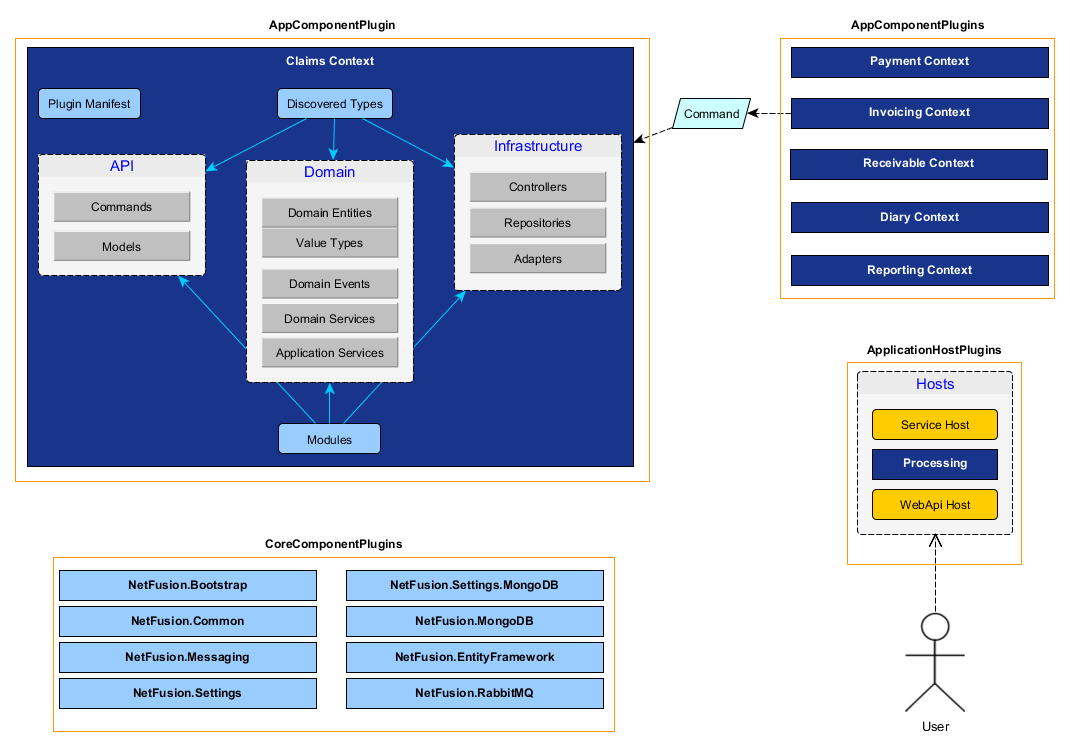 AppComponentPlugin
Claims Context
Plugin Manifest
Discovered Types
API
Commands
Models
Domain
Domain Entities
Value Types
Domain Events
Domain Services
Application Services
Infrastructure
Controllers
Repositories
Adapters
Modules
Command
AppComponentPlugins
Payment Context
Invoicing Context
Receivable Context
Diary Context
Reporting Context
ApplicationHostPlugins
Hosts
Service Host
Processing
WebApi Host
User
CoreComponentPlugins
NetFusion.Bootstrap
NetFusion.Common
NetFusion.Messaging
NetFusion.Settings
NetFusion.Settings.MongoDB
NetFusion.MongoDB
NetFusion.EntityFramework
NetFusion.RabbitMQ